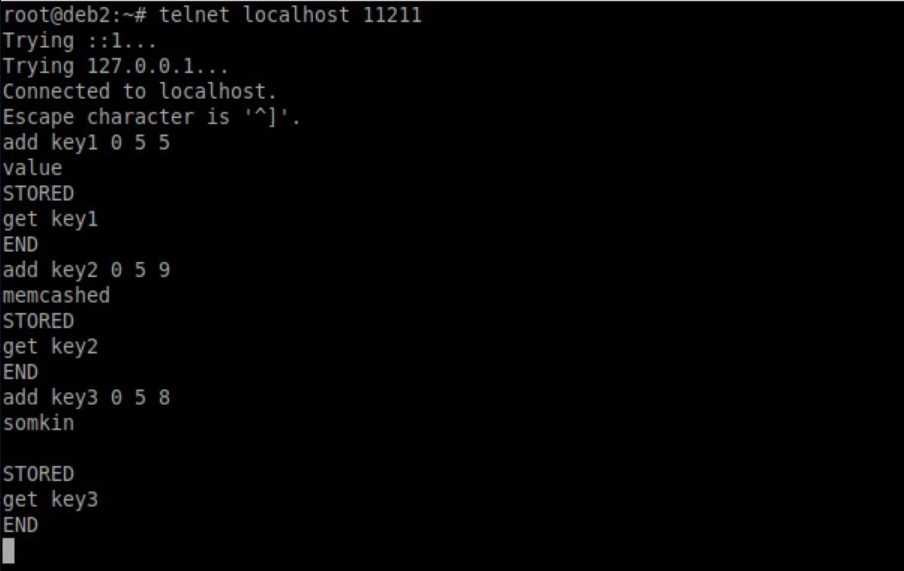 root@deb2:~# telnet localhost 11211
Trying ::1...
Trying 127.0.0.1...
Connected to localhost.
Escape character is '^]'.
add key1 0 5 5
value
STORED
get key1
END
add key2 0 5 9
memcashed
STORED
get key2
END
add key3 0 5 8
somkin

STORED
get key3
END